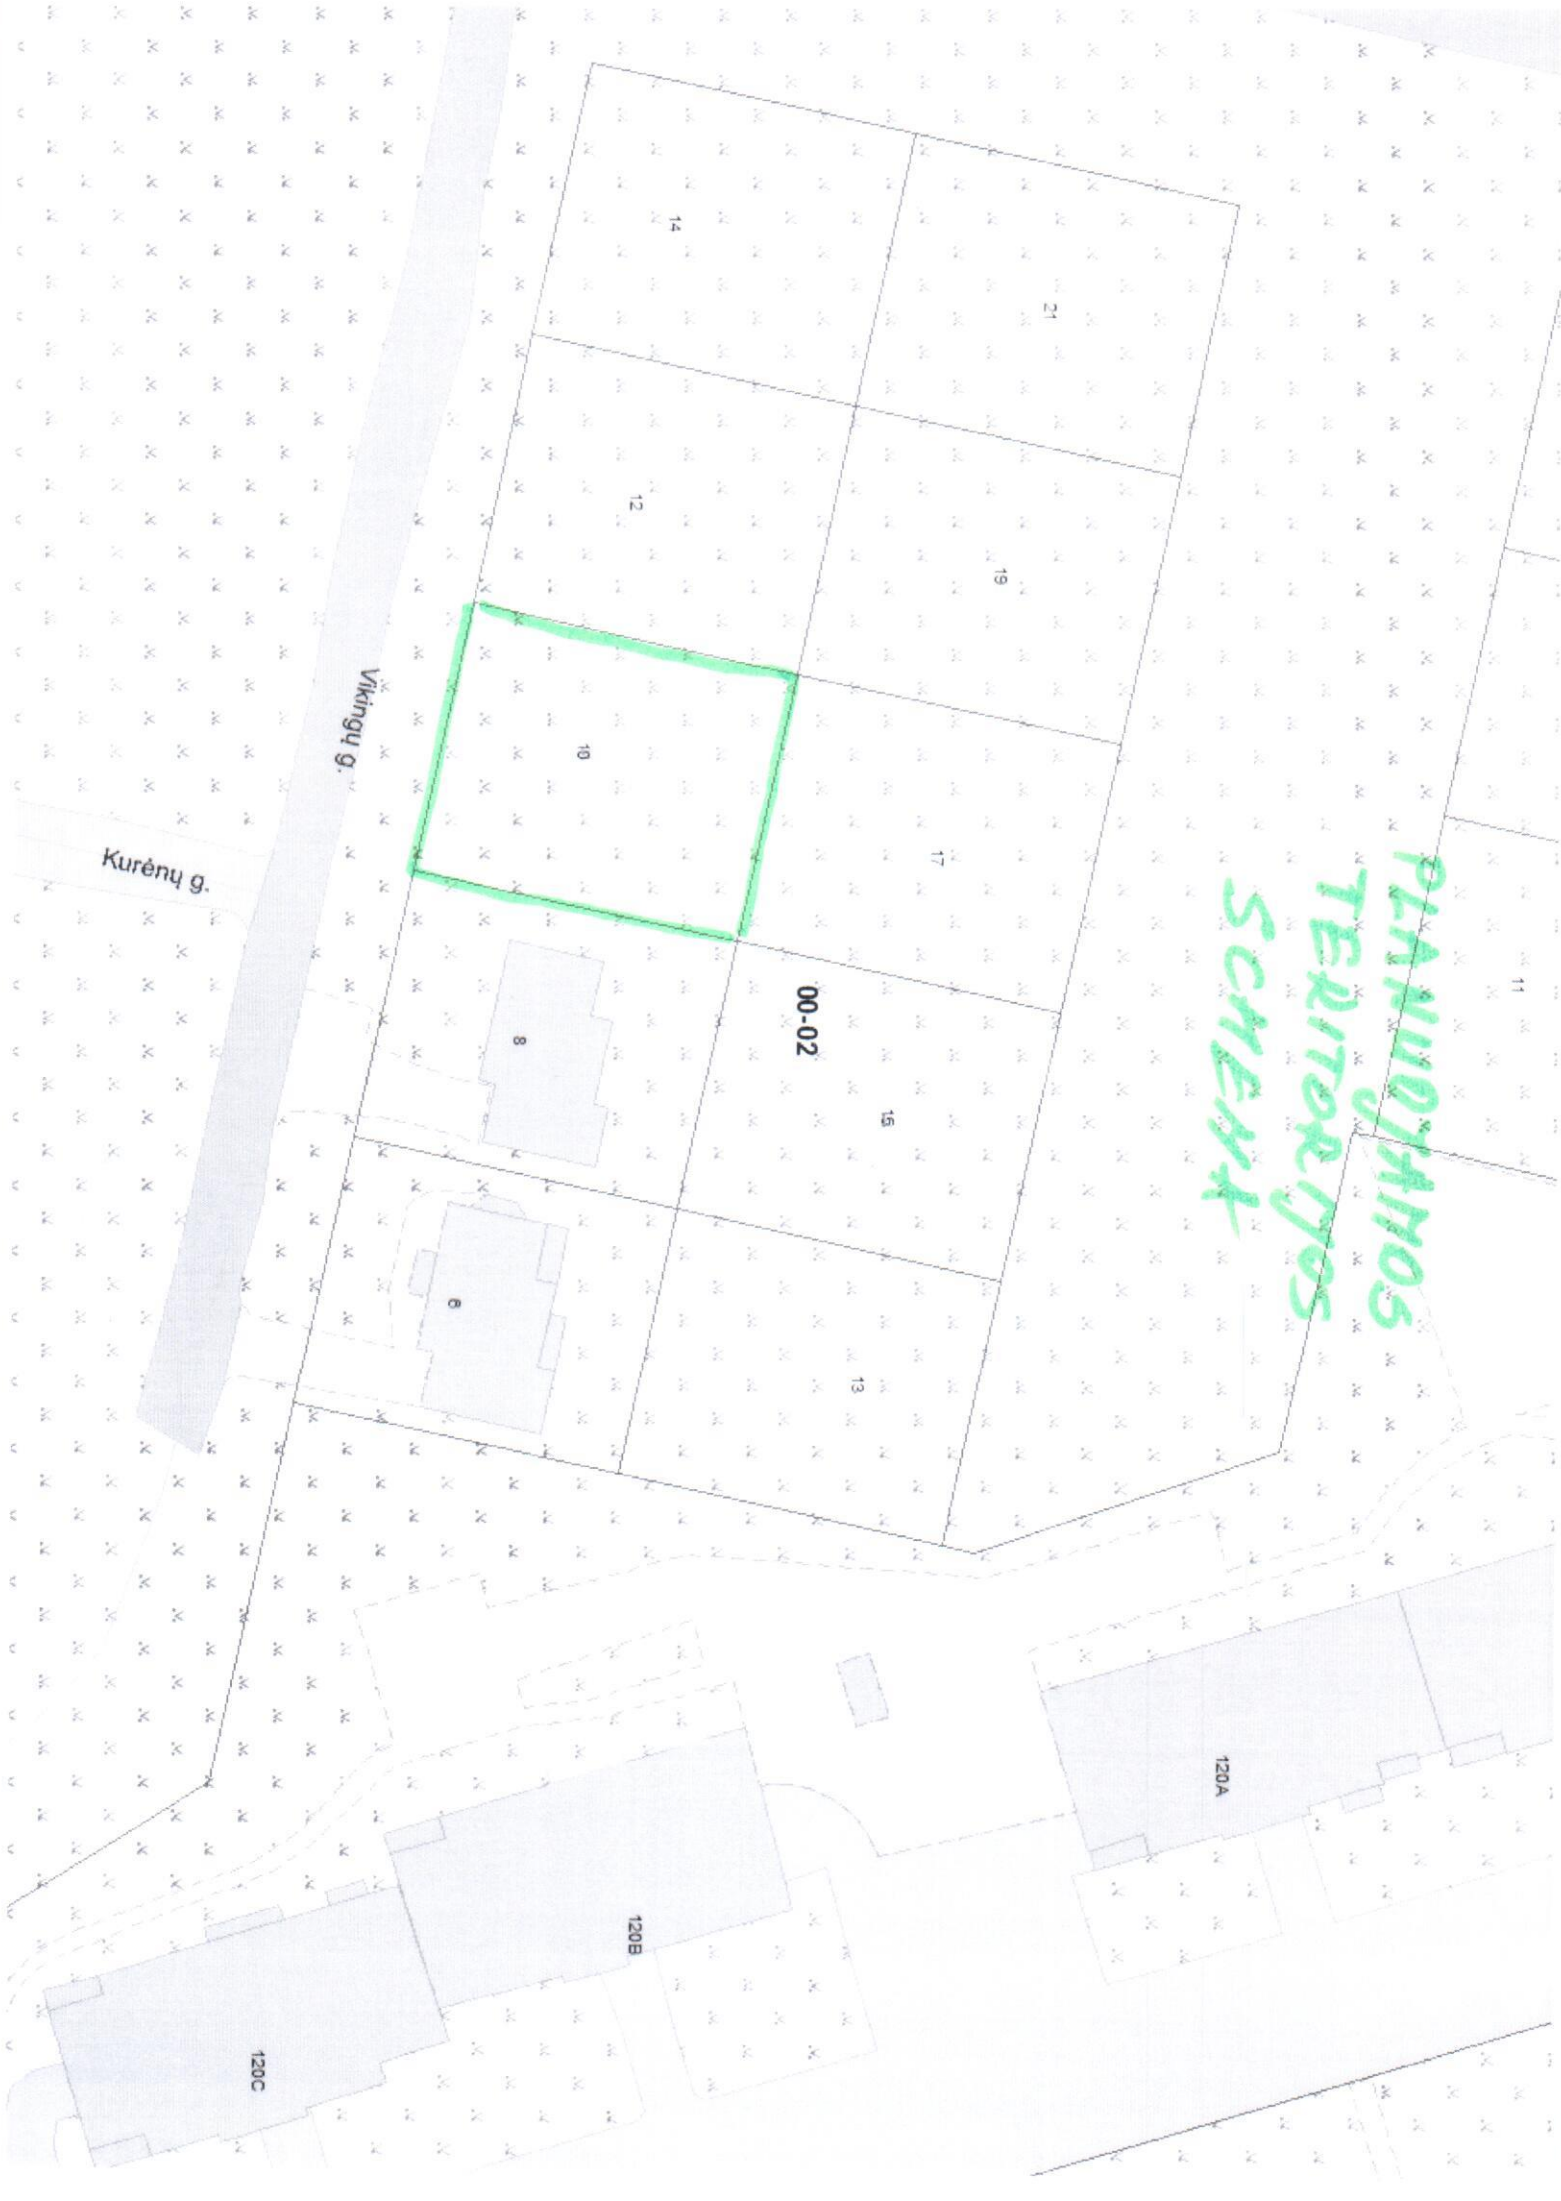 PLANUOJAMOS
TERITORIJOS
SCHEMA
11
21
19
17
15
13
00-02
14
12
10
8
6
Vikingų g.
Kurėnų g.
120A
120B
120C